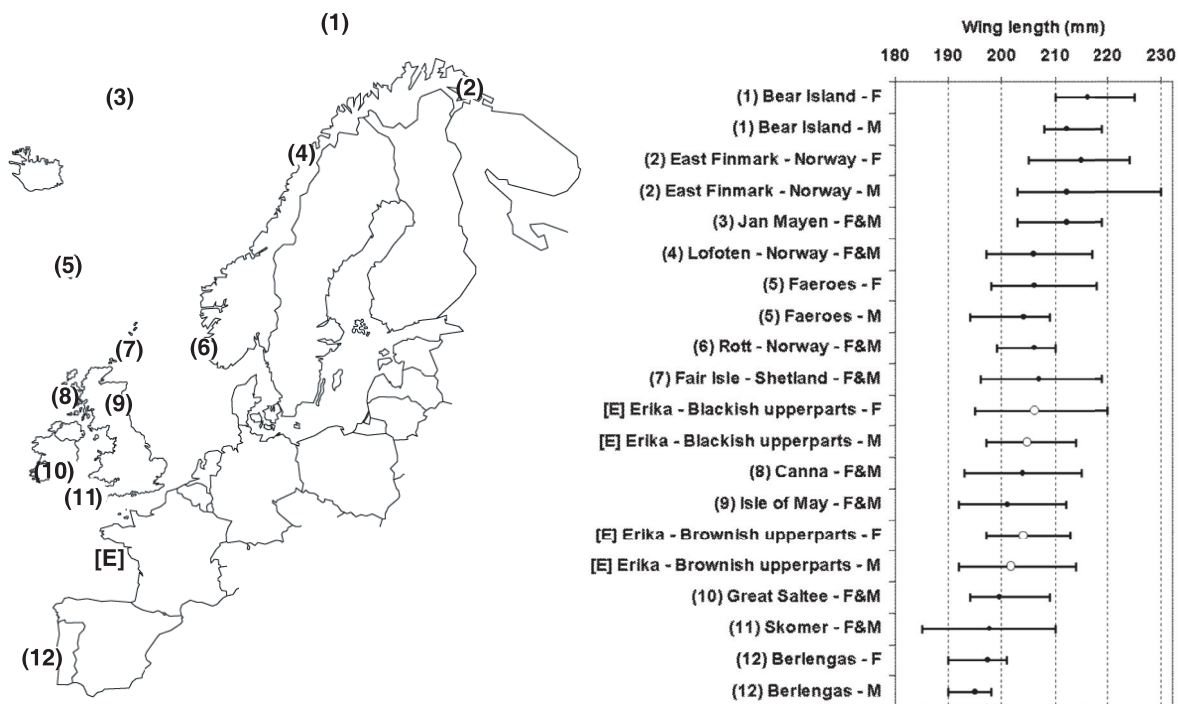 (1)
(2)
(3)
(4)
(5)
(6)
(7)
(8)
(9)
(10)
(11)
[E]
(12)
Wing length (mm)
180 190 200 210 220 230
(1) Bear Island - F
(1) Bear Island - M
(2) East Finmark - Norway - F
(2) East Finmark - Norway - M
(3) Jan Mayen - F&M
(4) Lofoten - Norway - F&M
(5) Faeroes - F
(5) Faeroes - M
(6) Rott - Norway - F&M
(7) Fair Isle - Shetland - F&M
[E] Erika - Blackish upperparts - F
[E] Erika - Blackish upperparts - M
(8) Canna - F&M
(9) Isle of May - F&M
[E] Erika - Brownish upperparts - F
[E] Erika - Brownish upperparts - M
(10) Great Saltee - F&M
(11) Skomer - F&M
(12) Berlengas - F
(12) Berlengas - M